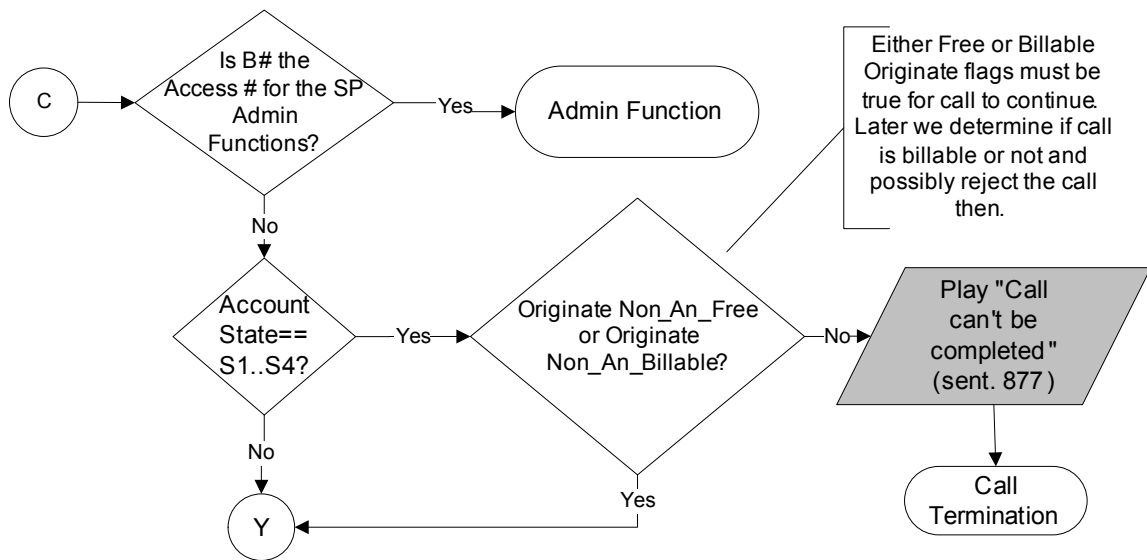 C
Is B# the
Access # for the SP
Admin
Functions?
Yes
Admin Function
Either Free or Billable
Originate flags must be
true for call to continue.
Later we determine if call
is billable or not and
possibly reject the call
then.
No
Account
State==
S1..S4?
Yes
Originate Non_An_Free
or Originate
Non_An_Billable?
No
Play "Call
can't be
completed"
(sent. 877)
No
Yes
Y
Call
Termination